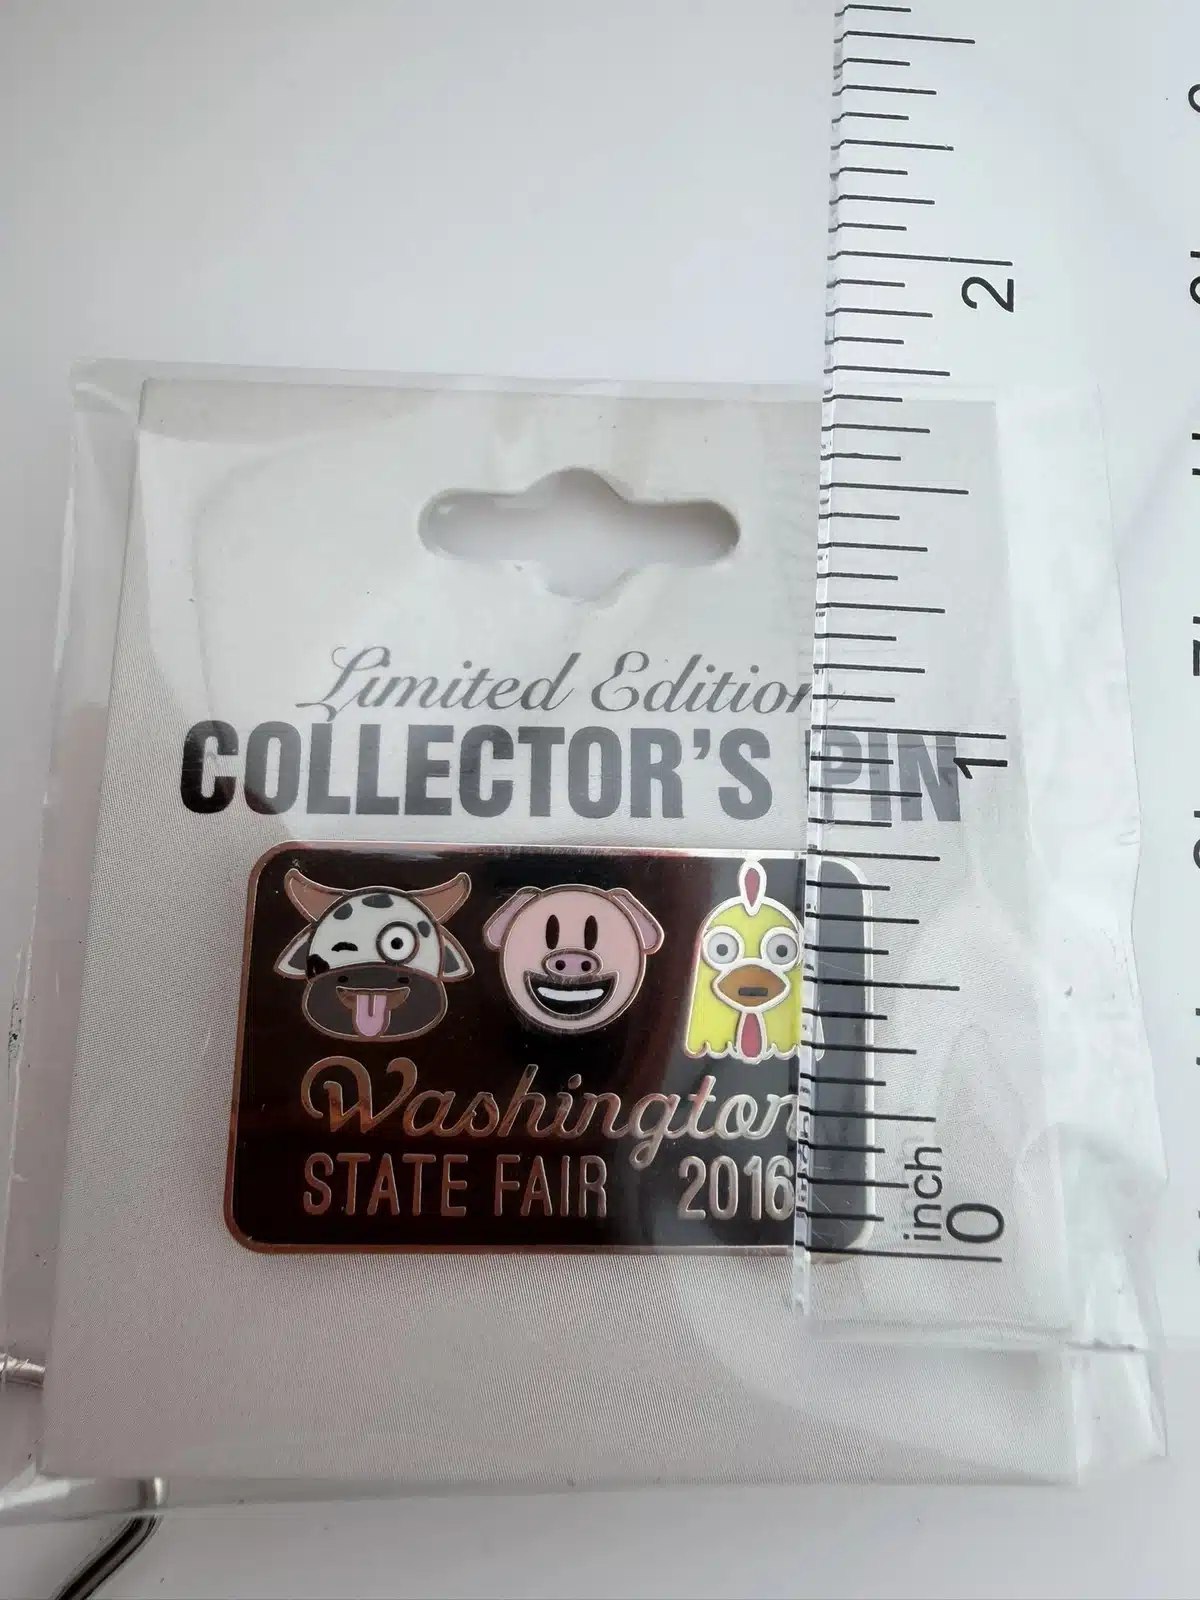 Limited Edition
COLLECTOR'S PIN
Washington
STATE FAIR 2016
2
1
inch
0